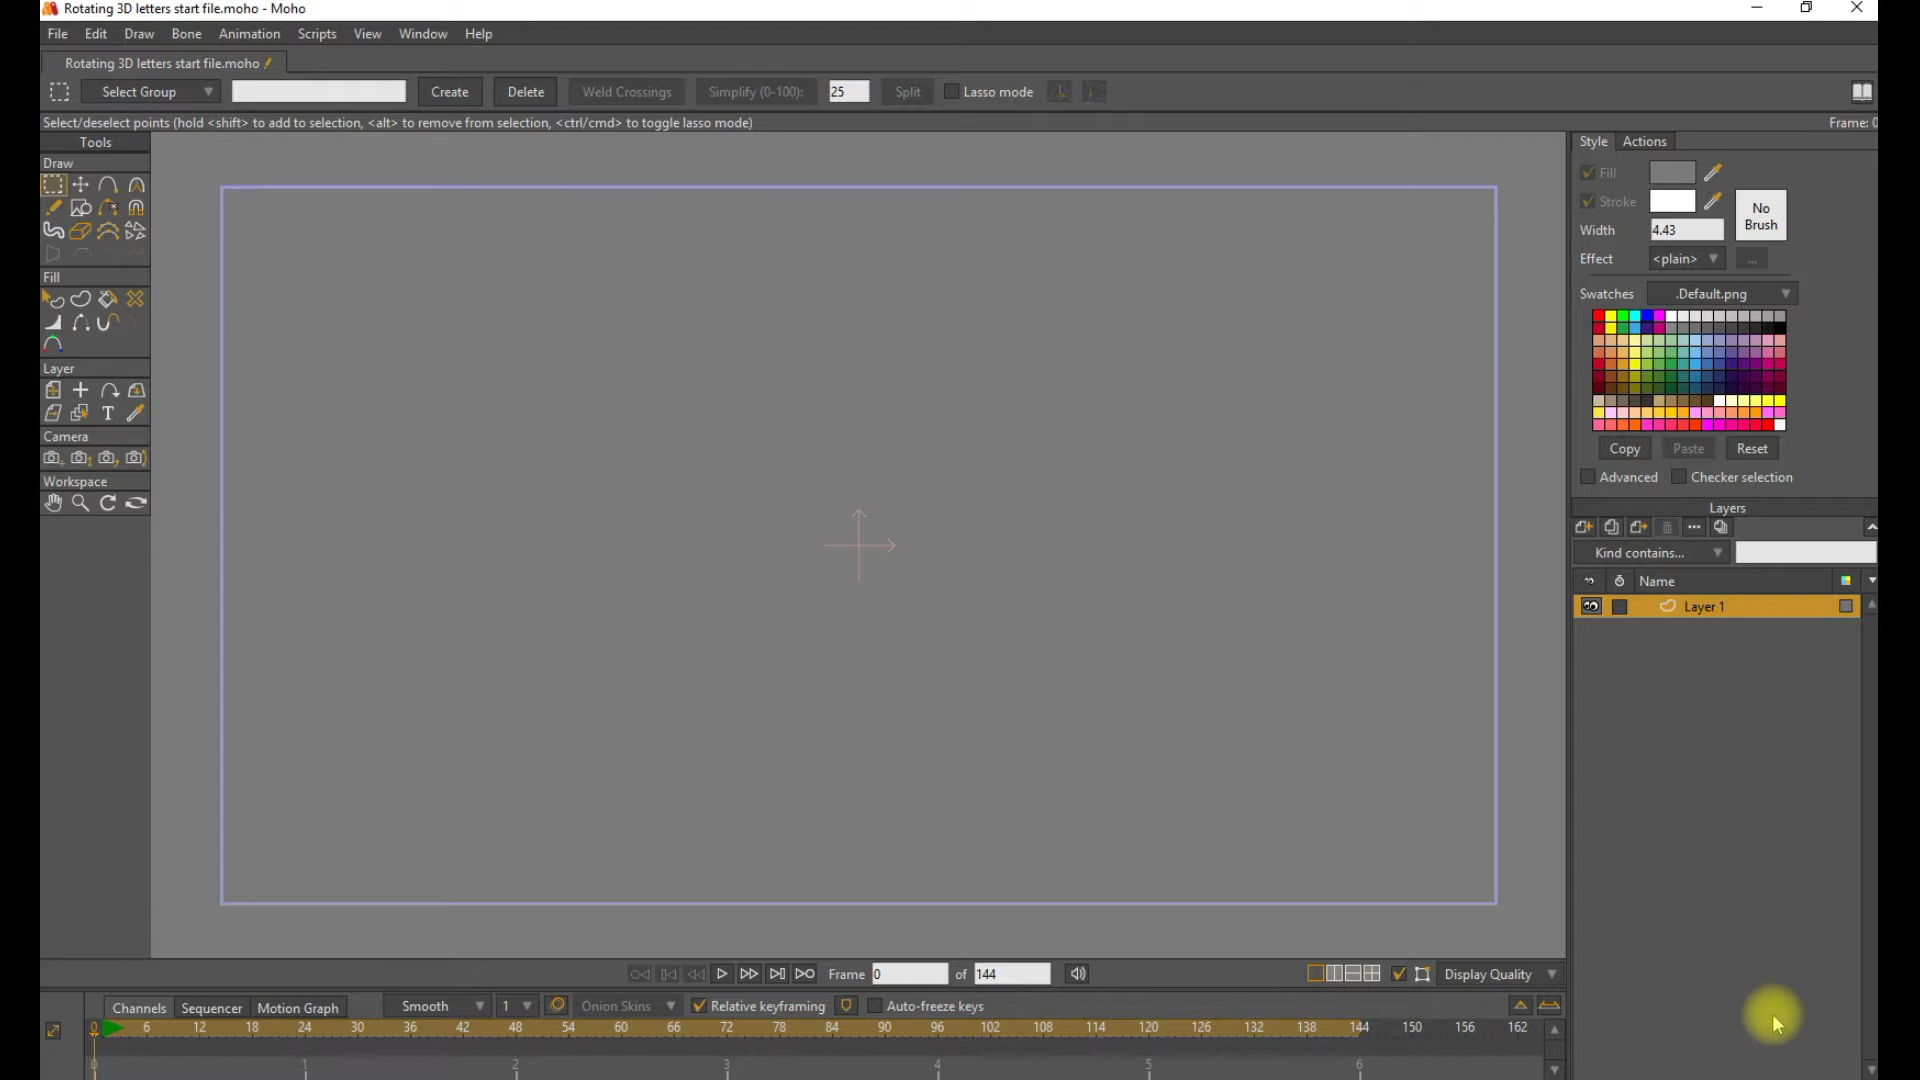 Rotating 3D letters start file.moho - Moho
File Edit Draw Bone Animation Scripts View Window Help
Rotating 3D letters start file.moho
Select Group Create Delete Weld Crossings Simplify (0-100): 25 Split Lasso mode
Select/deselect points (hold <shift> to add to selection, <alt> to remove from selection, <ctrl/cmd> to toggle lasso mode) Frame: 0
Tools
Draw
Fill
Layer
Camera
Workspace
Style Actions
Fill
Stroke
No Brush
Width 4.43
Effect <plain> ...
Swatches .Default.png
Copy Paste Reset
Advanced Checker selection
Layers
Kind contains...
Name
Layer 1
Frame 0 of 144 Display Quality
Channels Sequencer Motion Graph Smooth 1 Onion Skins Relative keyframing Auto-freeze keys
0 6 12 18 24 30 36 42 48 54 60 66 72 78 84 90 96 102 108 114 120 126 132 138 144 150 156 162
0 1 2 3 4 5 6